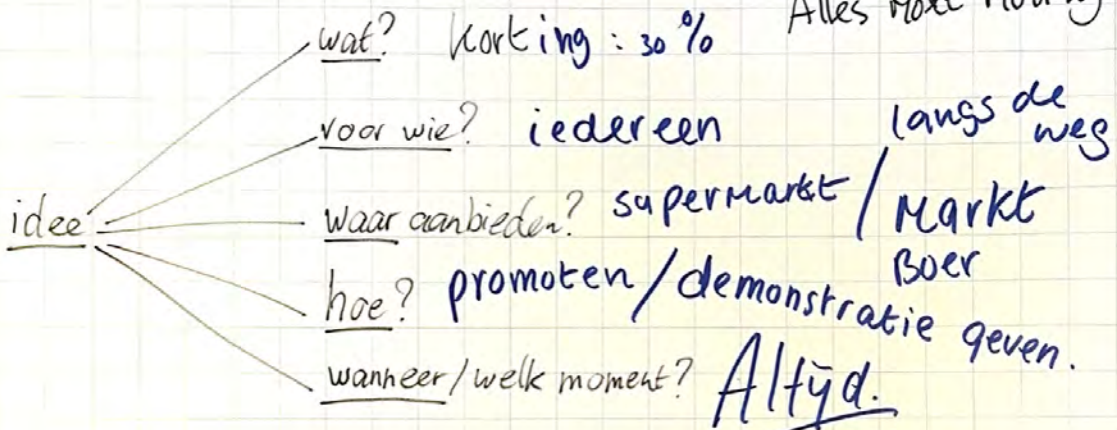 Alles moet
wat? Korting : 30 %
voor wie? iedereen
langs de
weg
idee
waar aanbieden? supermarkt / Markt
Boer
hoe? promoten / demonstratie geven.
wanneer / welk moment? Altijd.